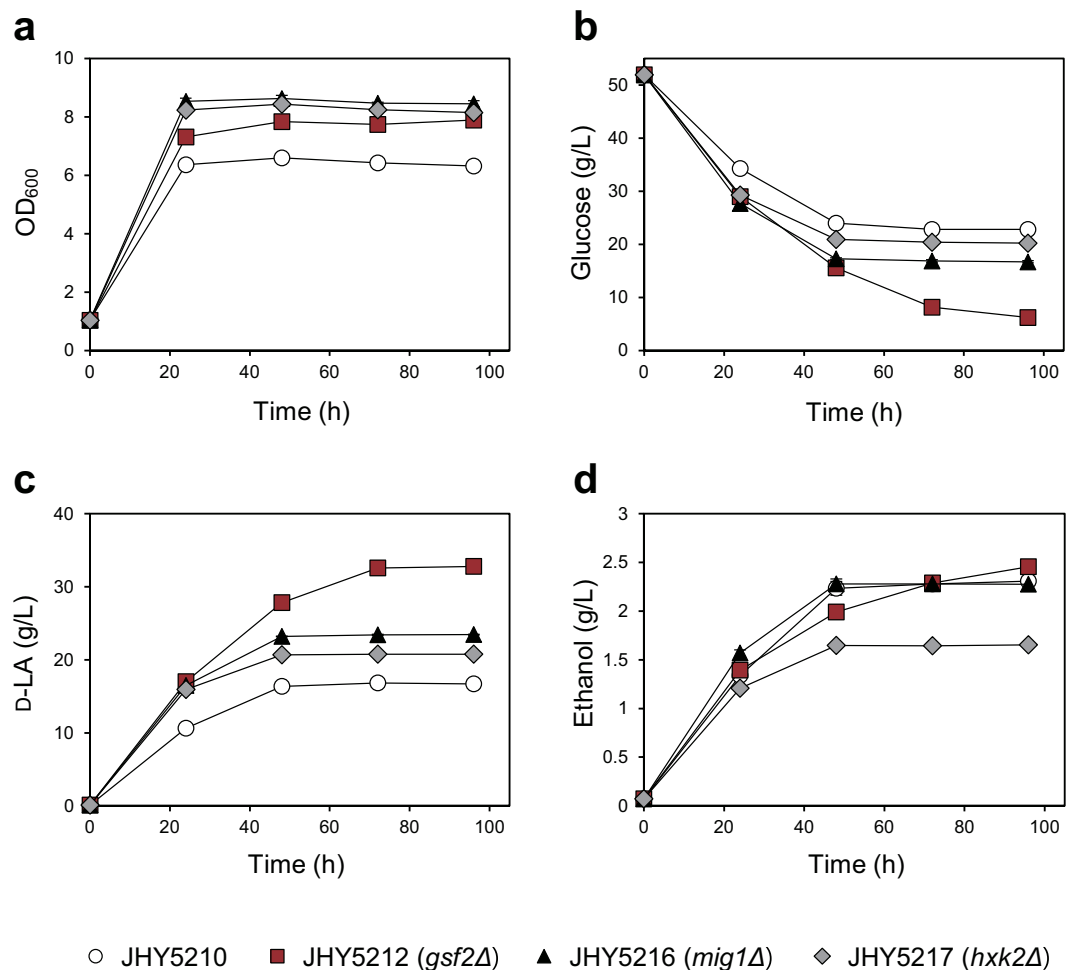 a
10
8
6
4
2
0
OD600
0 20 40 60 80 100
Time (h)
b
50
40
30
20
10
0
Glucose (g/L)
0 20 40 60 80 100
Time (h)
c
40
30
20
10
0
D-LA (g/L)
0 20 40 60 80 100
Time (h)
d
3
2.5
2
1.5
1
0.5
0
Ethanol (g/L)
0 20 40 60 80 100
Time (h)
JHY5210 JHY5212 (gsf2Δ) JHY5216 (mig1Δ) JHY5217 (hxk2Δ)